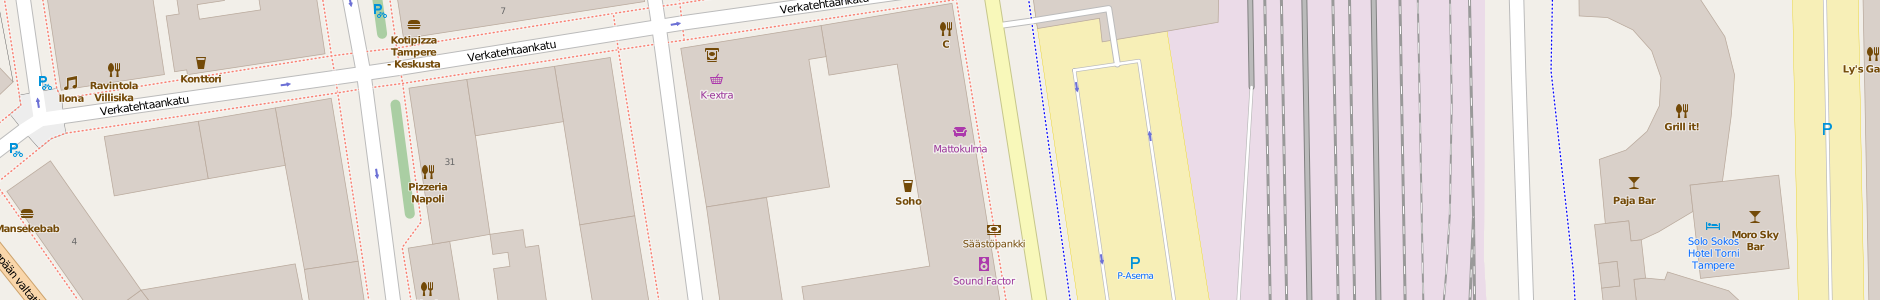 7
Verkatehtaankatu
C
Kotipizza
Tampere
- Keskusta
Verkatehtaankatu
Konttori
Ravintola
Villisika
Ilona
Verkatehtaankatu
K-extra
Ly's Ga
Grill it!
P
Mattokulma
31
Pizzeria
Napoli
Soho
Paja Bar
Mansekebab
4
Säästöpankki
Moro Sky
Bar
Solo Sokos
Hotel Torni
Tampere
P
P-Asema
Sound Factor